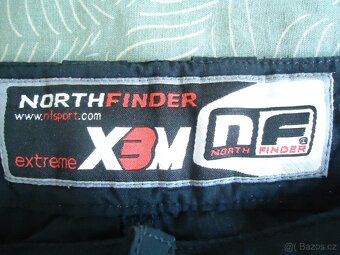 NORTHFINDER
www.nfsport.com
extreme X3M
nF
NORTH FINDER
Bazos.cz